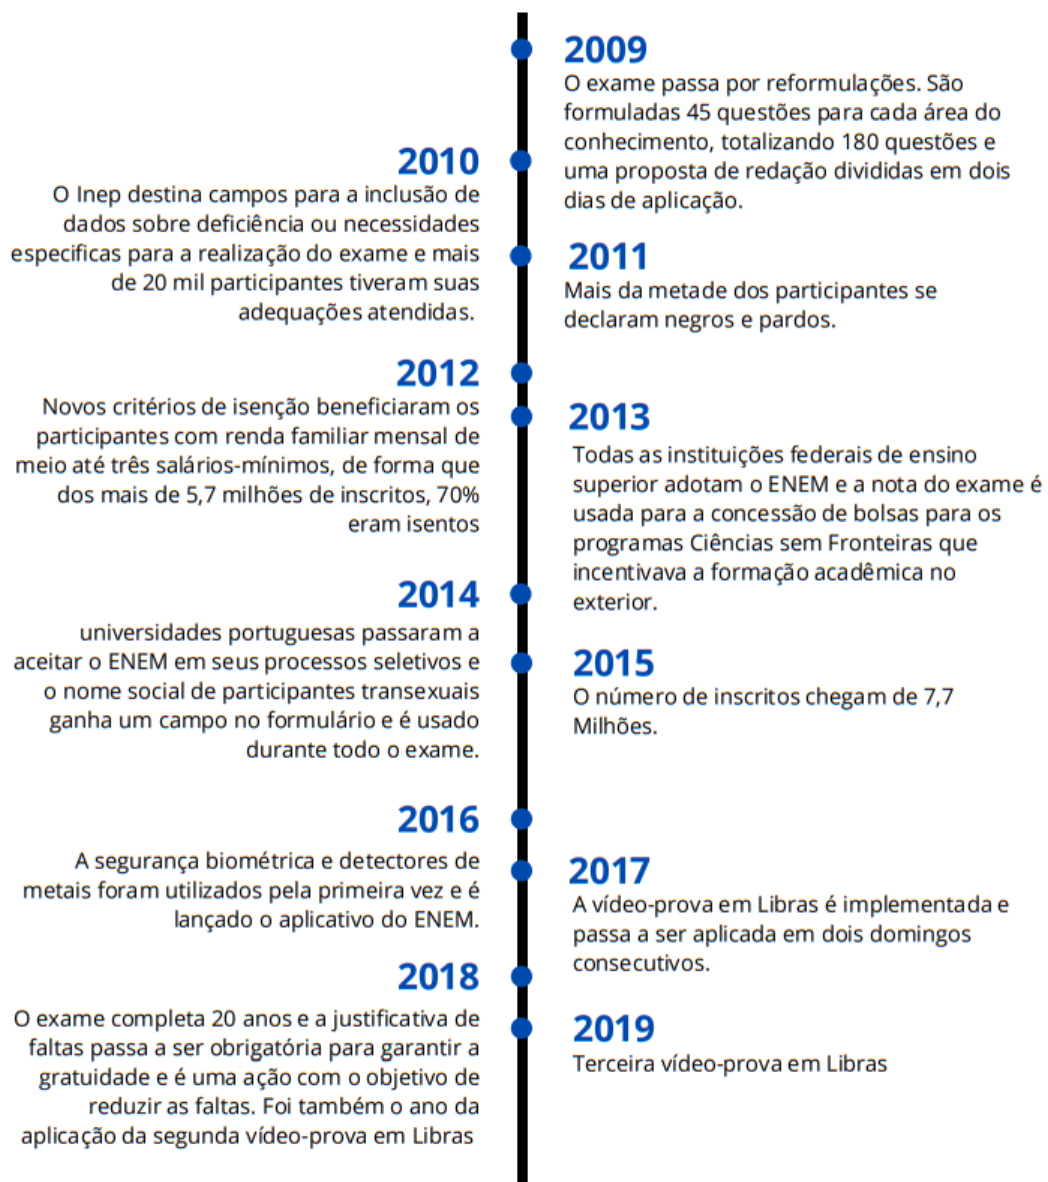 2009
O exame passa por reformulações. São
formuladas 45 questões para cada área do
conhecimento, totalizando 180 questões e
uma proposta de redação divididas em dois
dias de aplicação.
2010
O Inep destina campos para a inclusão de
dados sobre deficiência ou necessidades
especificas para a realização do exame e mais
de 20 mil participantes tiveram suas
adequações atendidas.
2011
Mais da metade dos participantes se
declaram negros e pardos.
2012
Novos critérios de isenção beneficiaram os
participantes com renda familiar mensal de
meio até três salários-mínimos, de forma que
dos mais de 5,7 milhões de inscritos, 70%
eram isentos
2013
Todas as instituições federais de ensino
superior adotam o ENEM e a nota do exame é
usada para a concessão de bolsas para os
programas Ciências sem Fronteiras que
incentivava a formação acadêmica no
exterior.
2014
universidades portuguesas passaram a
aceitar o ENEM em seus processos seletivos e
o nome social de participantes transexuais
ganha um campo no formulário e é usado
durante todo o exame.
2015
O número de inscritos chegam de 7,7
Milhões.
2016
A segurança biométrica e detectores de
metais foram utilizados pela primeira vez e é
lançado o aplicativo do ENEM.
2017
A vídeo-prova em Libras é implementada e
passa a ser aplicada em dois domingos
consecutivos.
2018
O exame completa 20 anos e a justificativa de
faltas passa a ser obrigatória para garantir a
gratuidade e é uma ação com o objetivo de
reduzir as faltas. Foi também o ano da
aplicação da segunda vídeo-prova em Libras
2019
Terceira vídeo-prova em Libras